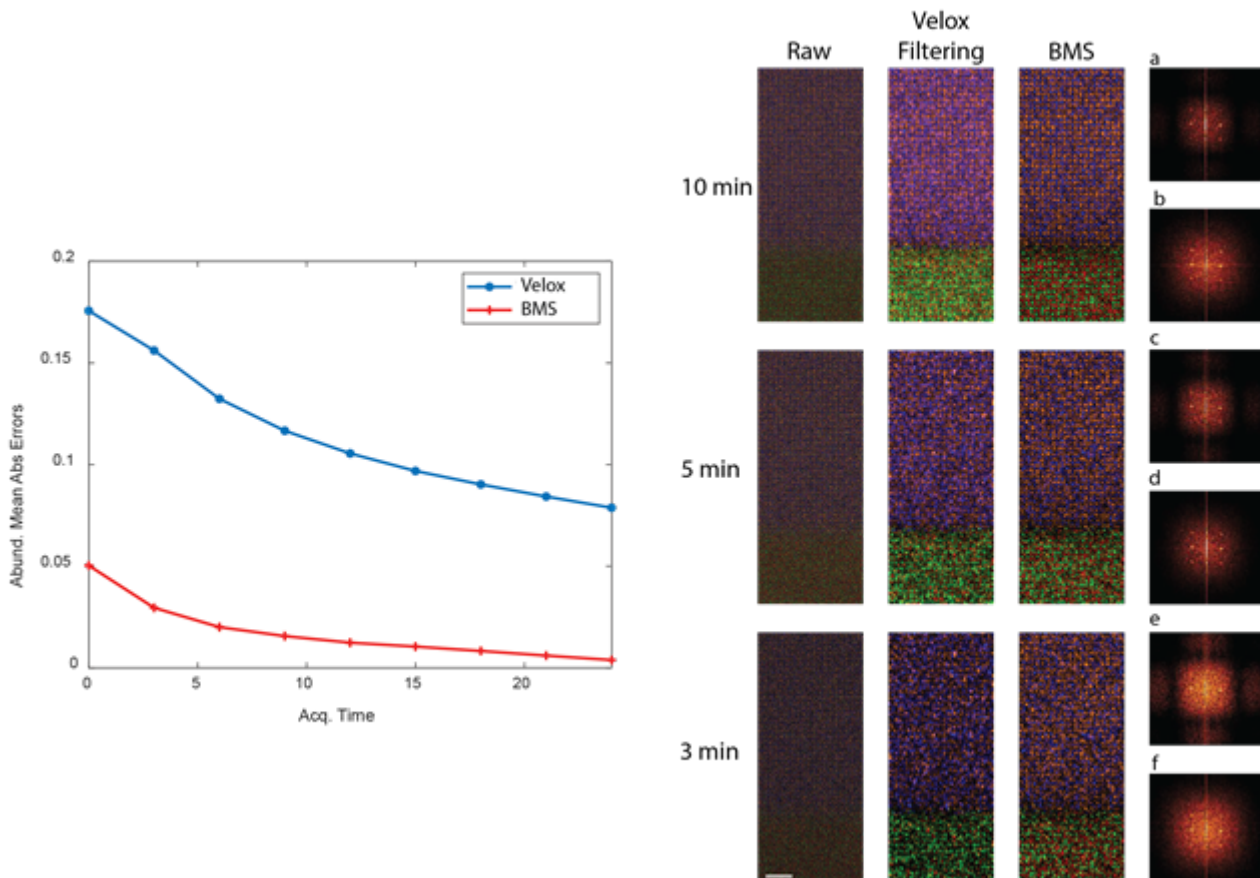 0.2
0.15
0.1
0.05
0
0
5
10
15
20
Abund. Mean Abs Errors
Acq. Time
Velox
BMS
Raw
Velox
Filtering
BMS
10 min
5 min
3 min
a
b
c
d
e
f